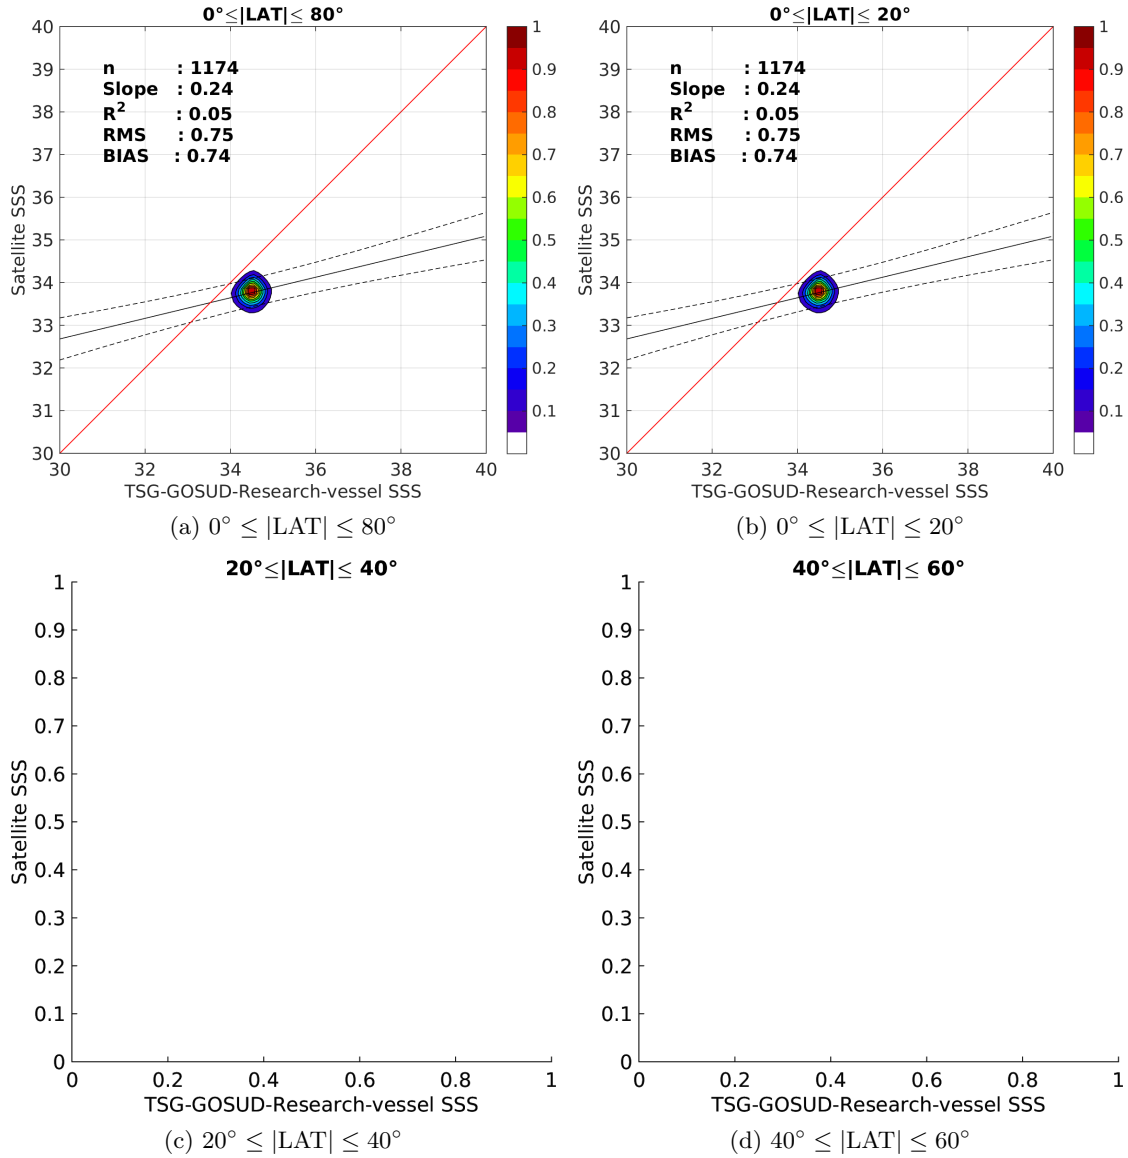 0°≤|LAT|≤ 80°
40
39
38
37
36
35
34
33
32
31
30
30 32 34 36 38 40
Satellite SSS
TSG-GOSUD-Research-vessel SSS
n : 1174
Slope : 0.24
R² : 0.05
RMS : 0.75
BIAS : 0.74
1
0.9
0.8
0.7
0.6
0.5
0.4
0.3
0.2
0.1
(a) 0° ≤ |LAT| ≤ 80°
0°≤|LAT|≤ 20°
40
39
38
37
36
35
34
33
32
31
30
30 32 34 36 38 40
Satellite SSS
TSG-GOSUD-Research-vessel SSS
n : 1174
Slope : 0.24
R² : 0.05
RMS : 0.75
BIAS : 0.74
1
0.9
0.8
0.7
0.6
0.5
0.4
0.3
0.2
0.1
(b) 0° ≤ |LAT| ≤ 20°
20°≤|LAT|≤ 40°
1
0.9
0.8
0.7
0.6
0.5
0.4
0.3
0.2
0.1
0
0 0.2 0.4 0.6 0.8 1
Satellite SSS
TSG-GOSUD-Research-vessel SSS
(c) 20° ≤ |LAT| ≤ 40°
40°≤|LAT|≤ 60°
1
0.9
0.8
0.7
0.6
0.5
0.4
0.3
0.2
0.1
0
0 0.2 0.4 0.6 0.8 1
Satellite SSS
TSG-GOSUD-Research-vessel SSS
(d) 40° ≤ |LAT| ≤ 60°